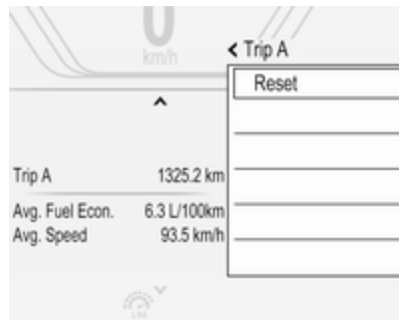 0
km/h
< Trip A
Reset
Trip A 1325.2 km
Avg. Fuel Econ. 6.3 L/100km
Avg. Speed 93.5 km/h
LIM